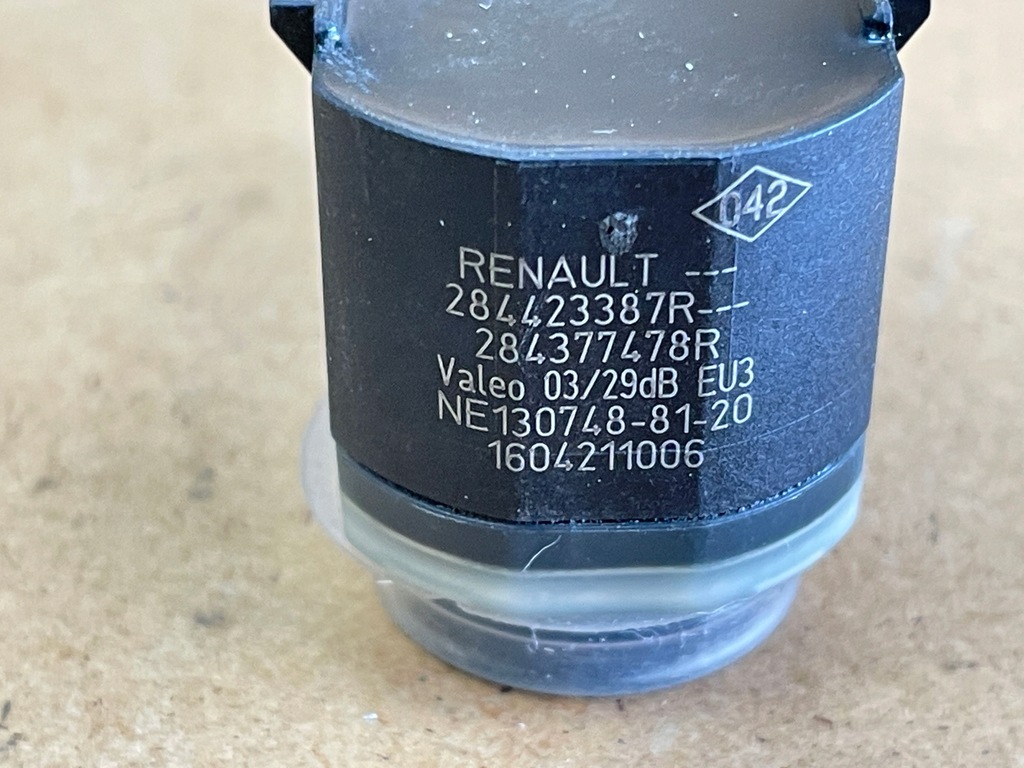 042
RENAULT ---
284423387R---
284377478R
Valeo 03/29dB EU3
NE130748-81-20
1604211006